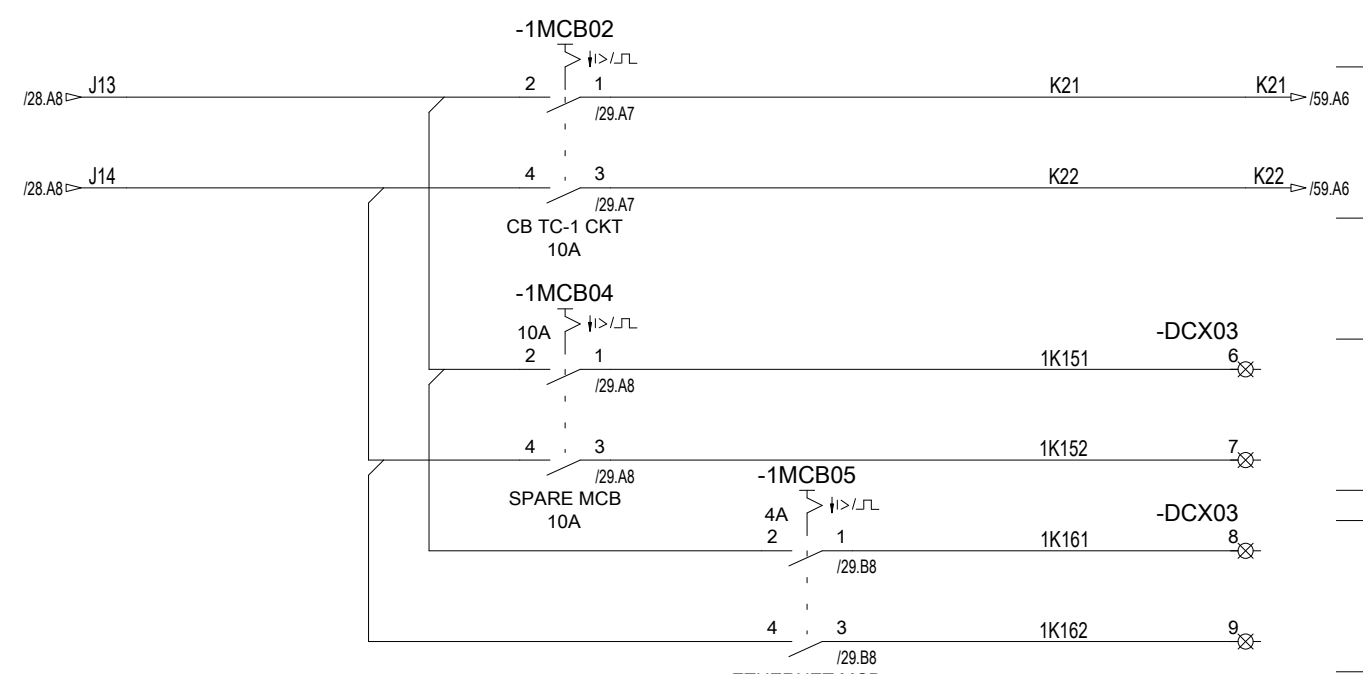 -1MCB02
I>/
J13 2 1 K21 K21
/28.A8 /29.A7 /59.A6
J14 4 3 K22 K22
/28.A8 /29.A7 /59.A6
CB TC-1 CKT
10A
-1MCB04
I>/
10A -DCX03
2 1 1K151 6
/29.A8
4 3 1K152 7
/29.A8
SPARE MCB
10A
-1MCB05
I>/
4A -DCX03
2 1 1K161 8
/29.B8
4 3 1K162 9
/29.B8